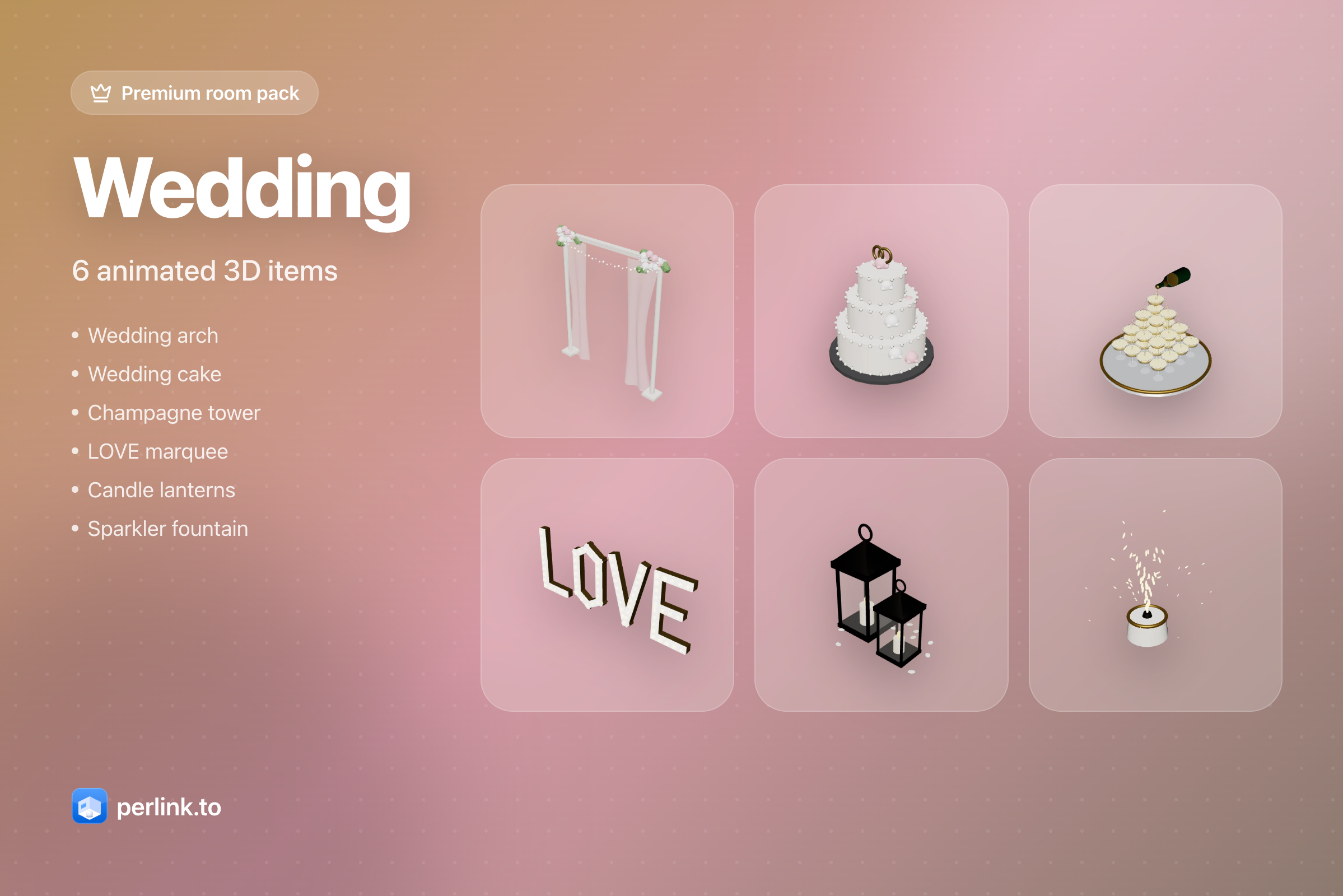 Premium room pack
Wedding
6 animated 3D items
• Wedding arch
• Wedding cake
• Champagne tower
• LOVE marquee
• Candle lanterns
• Sparkler fountain
LOVE
perlink.to